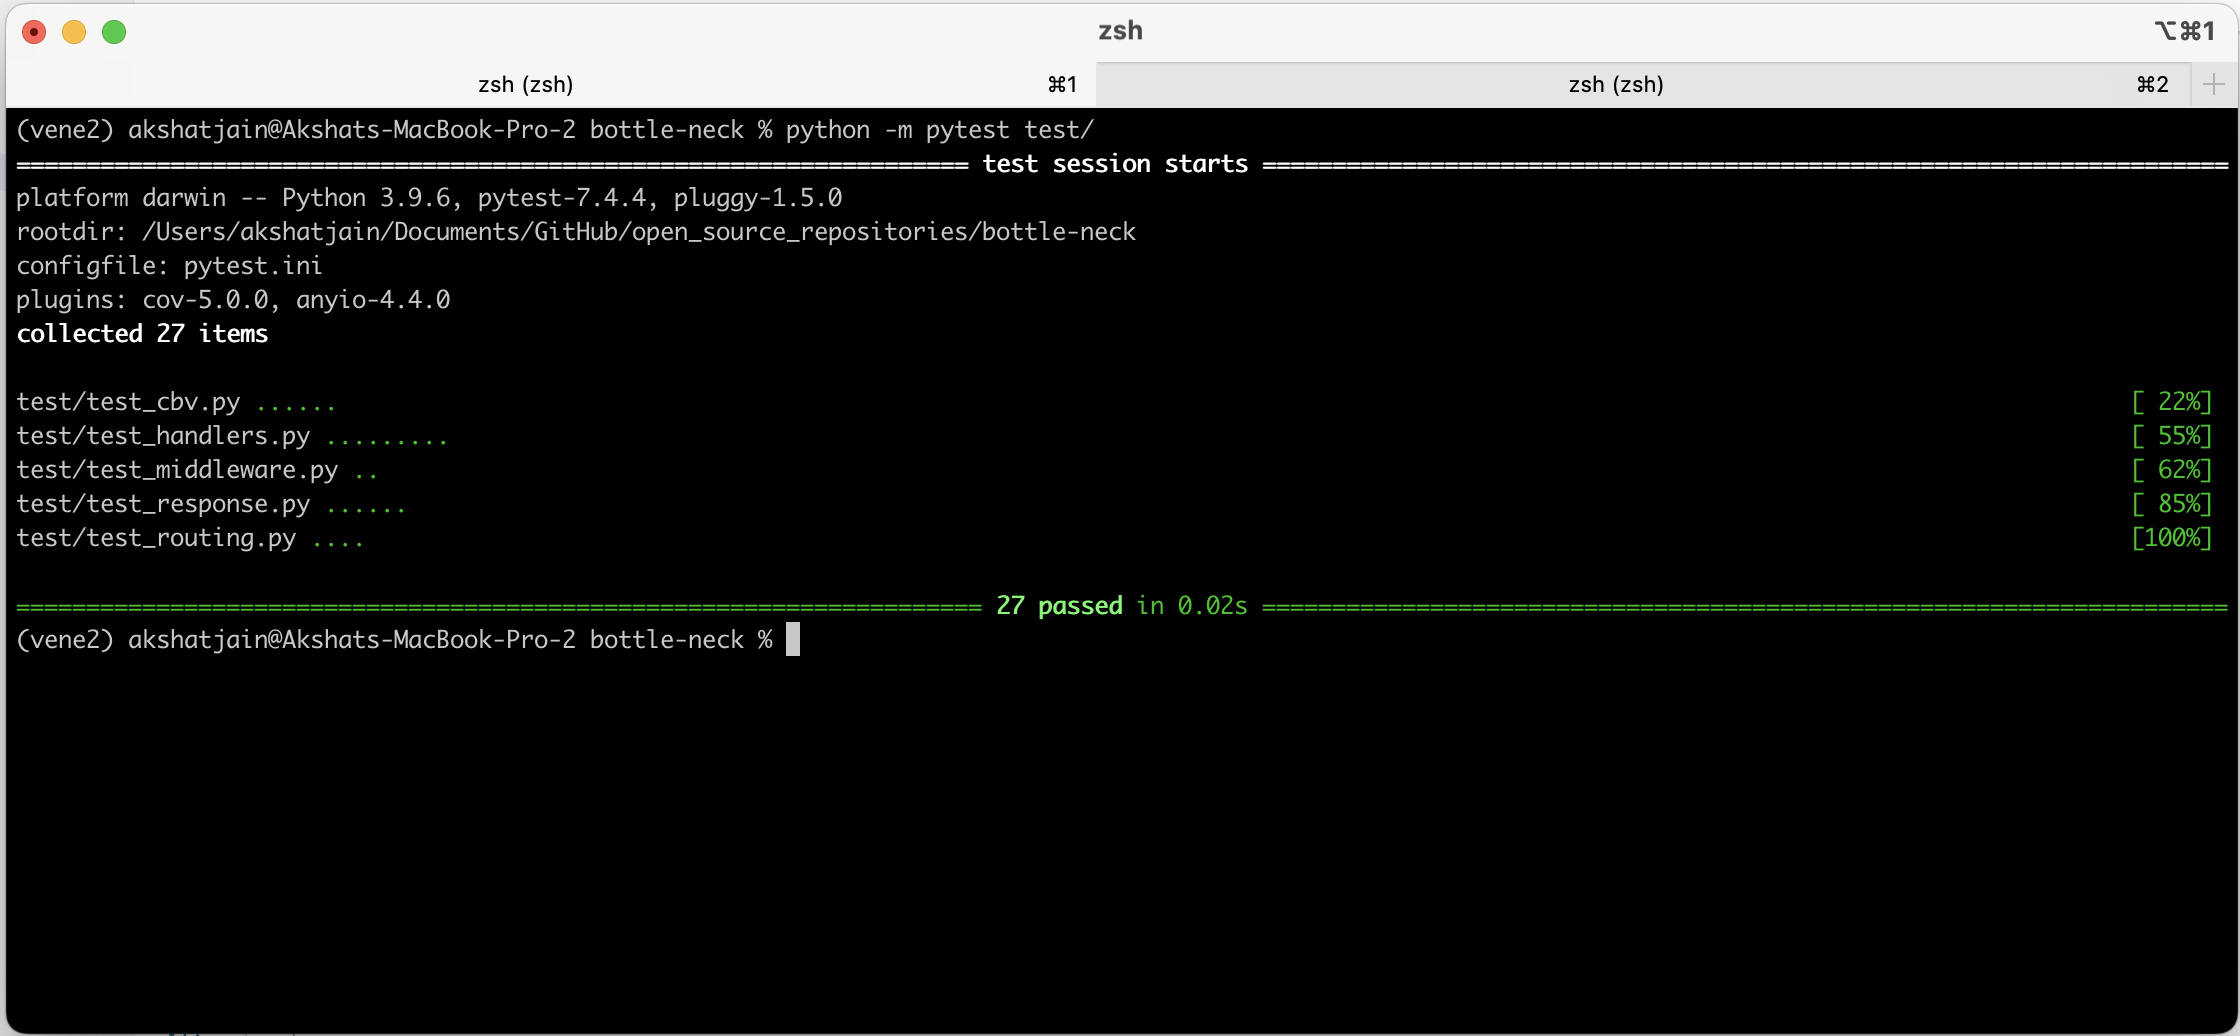 zsh
⌥⌘1
zsh (zsh) ⌘1 zsh (zsh) ⌘2 +
(vene2) akshatjain@Akshats-MacBook-Pro-2 bottle-neck % python -m pytest test/
==================================================================== test session starts =====================================================================
platform darwin -- Python 3.9.6, pytest-7.4.4, pluggy-1.5.0
rootdir: /Users/akshatjain/Documents/GitHub/open_source_repositories/bottle-neck
configfile: pytest.ini
plugins: cov-5.0.0, anyio-4.4.0
collected 27 items
test/test_cbv.py ...... [ 22%]
test/test_handlers.py ......... [ 55%]
test/test_middleware.py .. [ 62%]
test/test_response.py ...... [ 85%]
test/test_routing.py .... [100%]
===================================================================== 27 passed in 0.02s =====================================================================
(vene2) akshatjain@Akshats-MacBook-Pro-2 bottle-neck %